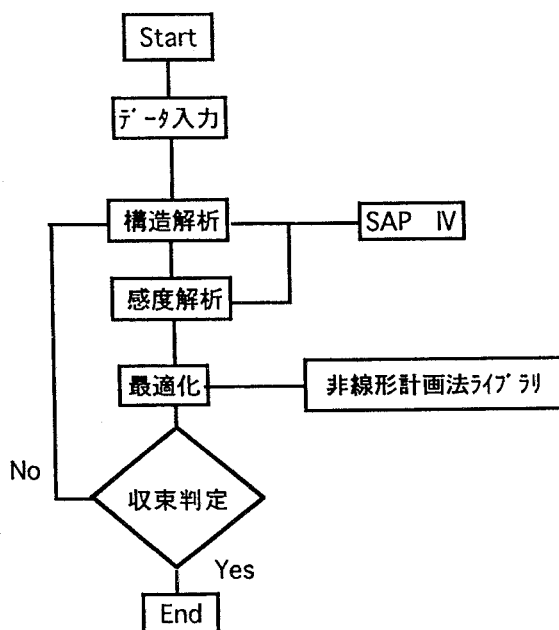 Start
ﾃﾞｰﾀ入力
構造解析
SAP Ⅳ
感度解析
最適化
非線形計画法ﾗｲﾌﾞﾗﾘ
No
収束判定
Yes
End